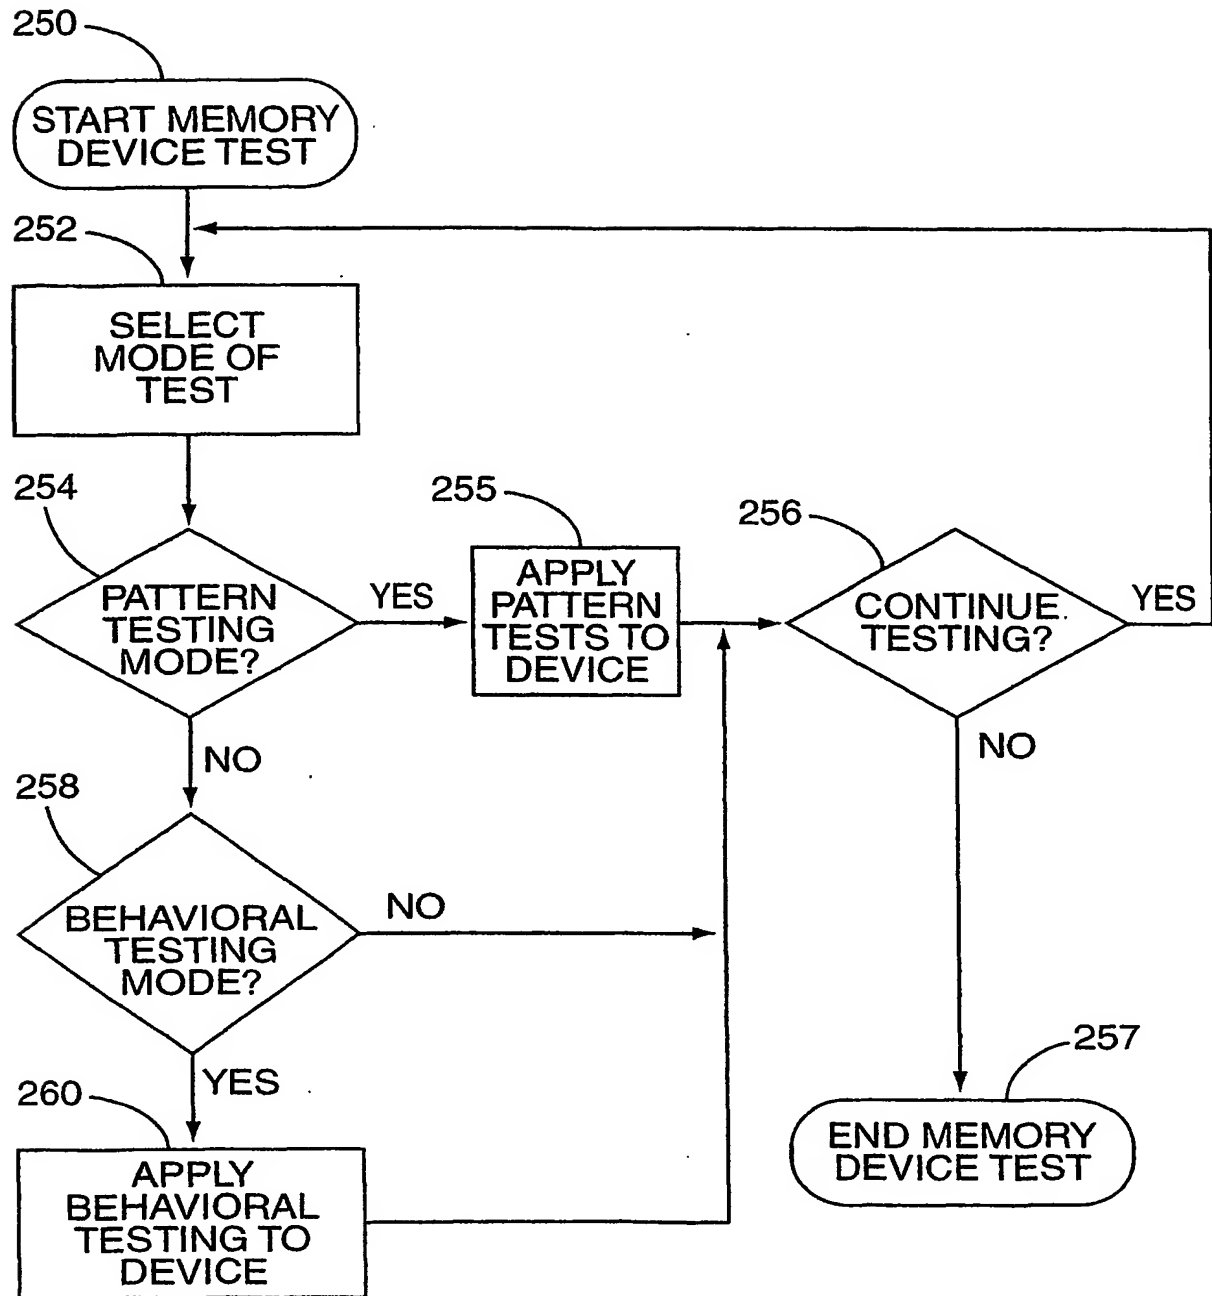 250
START MEMORY
DEVICE TEST
252
SELECT
MODE OF
TEST
254
PATTERN
TESTING
MODE?
YES
255
APPLY
PATTERN
TESTS TO
DEVICE
256
CONTINUE
TESTING?
YES
NO
NO
258
BEHAVIORAL
TESTING
MODE?
NO
YES
257
END MEMORY
DEVICE TEST
260
APPLY
BEHAVIORAL
TESTING TO
DEVICE